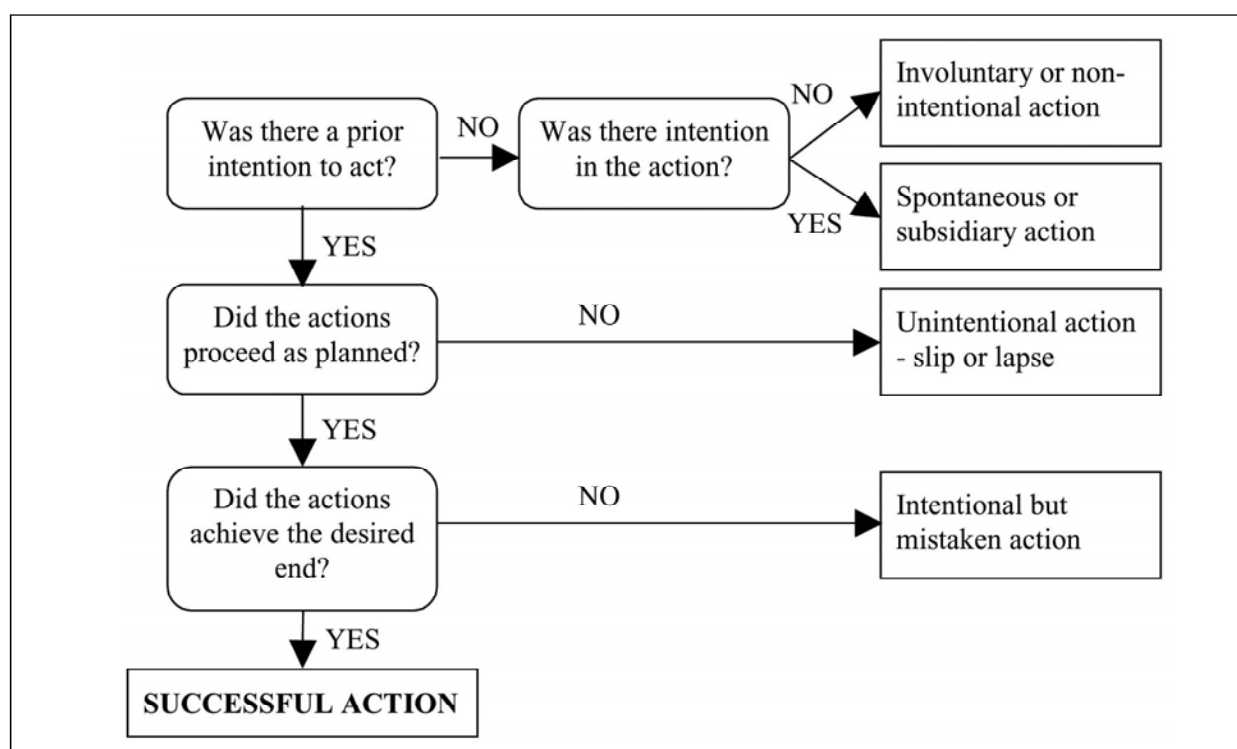 Was there a prior
intention to act?
NO
Was there intention
in the action?
NO
Involuntary or non-
intentional action
YES
Spontaneous or
subsidiary action
YES
Did the actions
proceed as planned?
NO
Unintentional action
- slip or lapse
YES
Did the actions
achieve the desired
end?
NO
Intentional but
mistaken action
YES
SUCCESSFUL ACTION